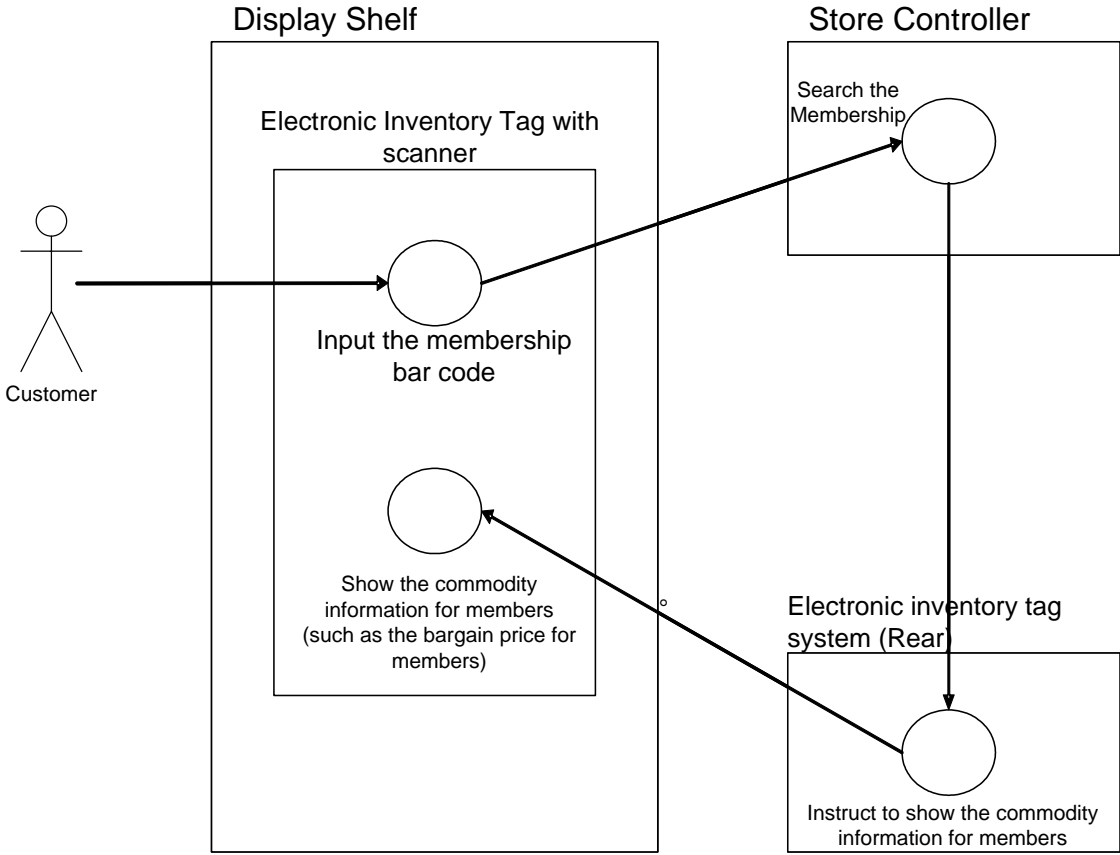 Display Shelf
Store Controller
Search the
Membership
Electronic Inventory Tag with
scanner
Input the membership
bar code
Customer
Show the commodity
information for members
(such as the bargain price for
members)
Electronic inventory tag
system (Rear)
Instruct to show the commodity
information for members